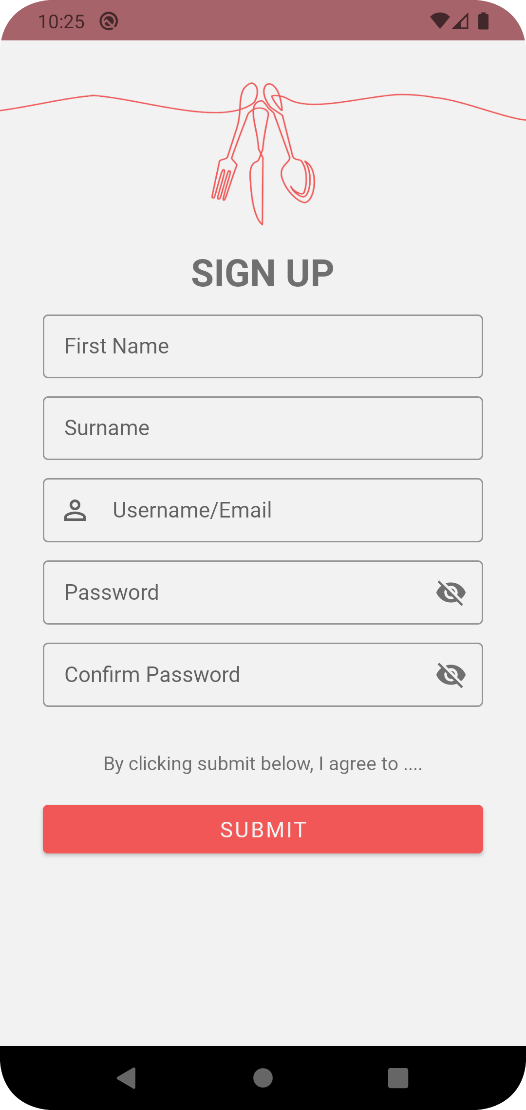 10:25
SIGN UP
First Name
Surname
Username/Email
Password
Confirm Password
By clicking submit below, I agree to ....
SUBMIT